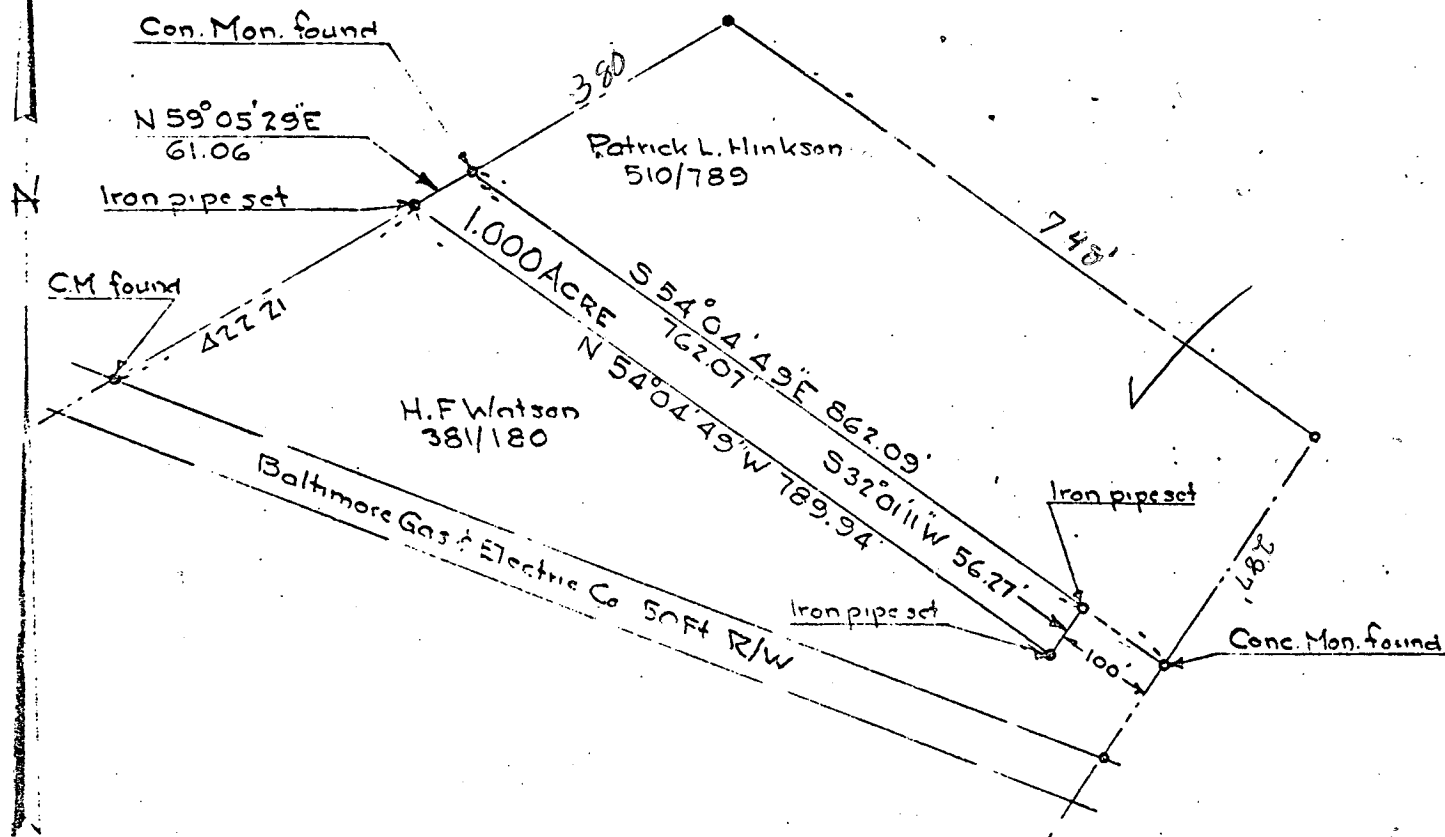 Con. Mon. found
380
N 59°05'29"E
61.06
Iron pipe set
Patrick L. Hinkson
510/789
N
748'
C.M found
422.21
1.000 ACRE
S 54°04'49"E 862.09'
762.07'
N 54°04'49"W 789.94'
S32°01'11"W 56.27'
H.F Watson
381/180
Baltimore Gas & Electric Co 50Ft R/W
Iron pipe set
Iron pipe set
100'
287'
Conc. Mon. found